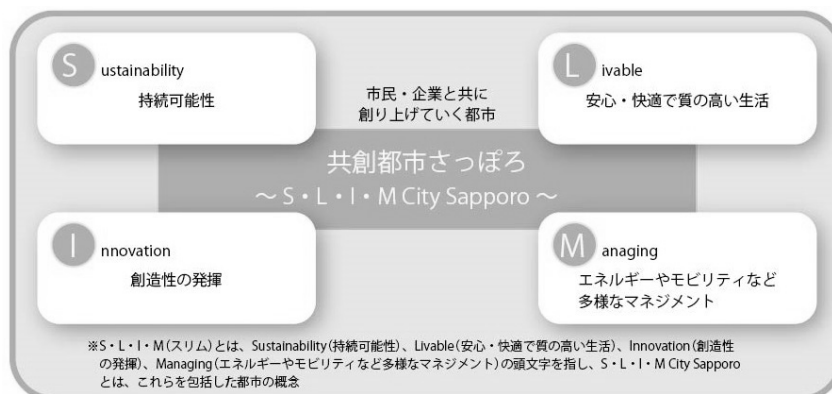 Sustainability
持続可能性
Livable
安心・快適で質の高い生活
市民・企業と共に
創り上げていく都市
共創都市さっぽろ
～ S・L・I・M City Sapporo ～
Innovation
創造性の発揮
Managing
エネルギーやモビリティなど
多様なマネジメント
※S・L・I・M（スリム）とは、Sustainability（持続可能性）、Livable（安心・快適で質の高い生活）、Innovation（創造性
の発揮）、Managing（エネルギーやモビリティなど多様なマネジメント）の頭文字を指し、S・L・I・M City Sapporo
とは、これらを包括した都市の概念